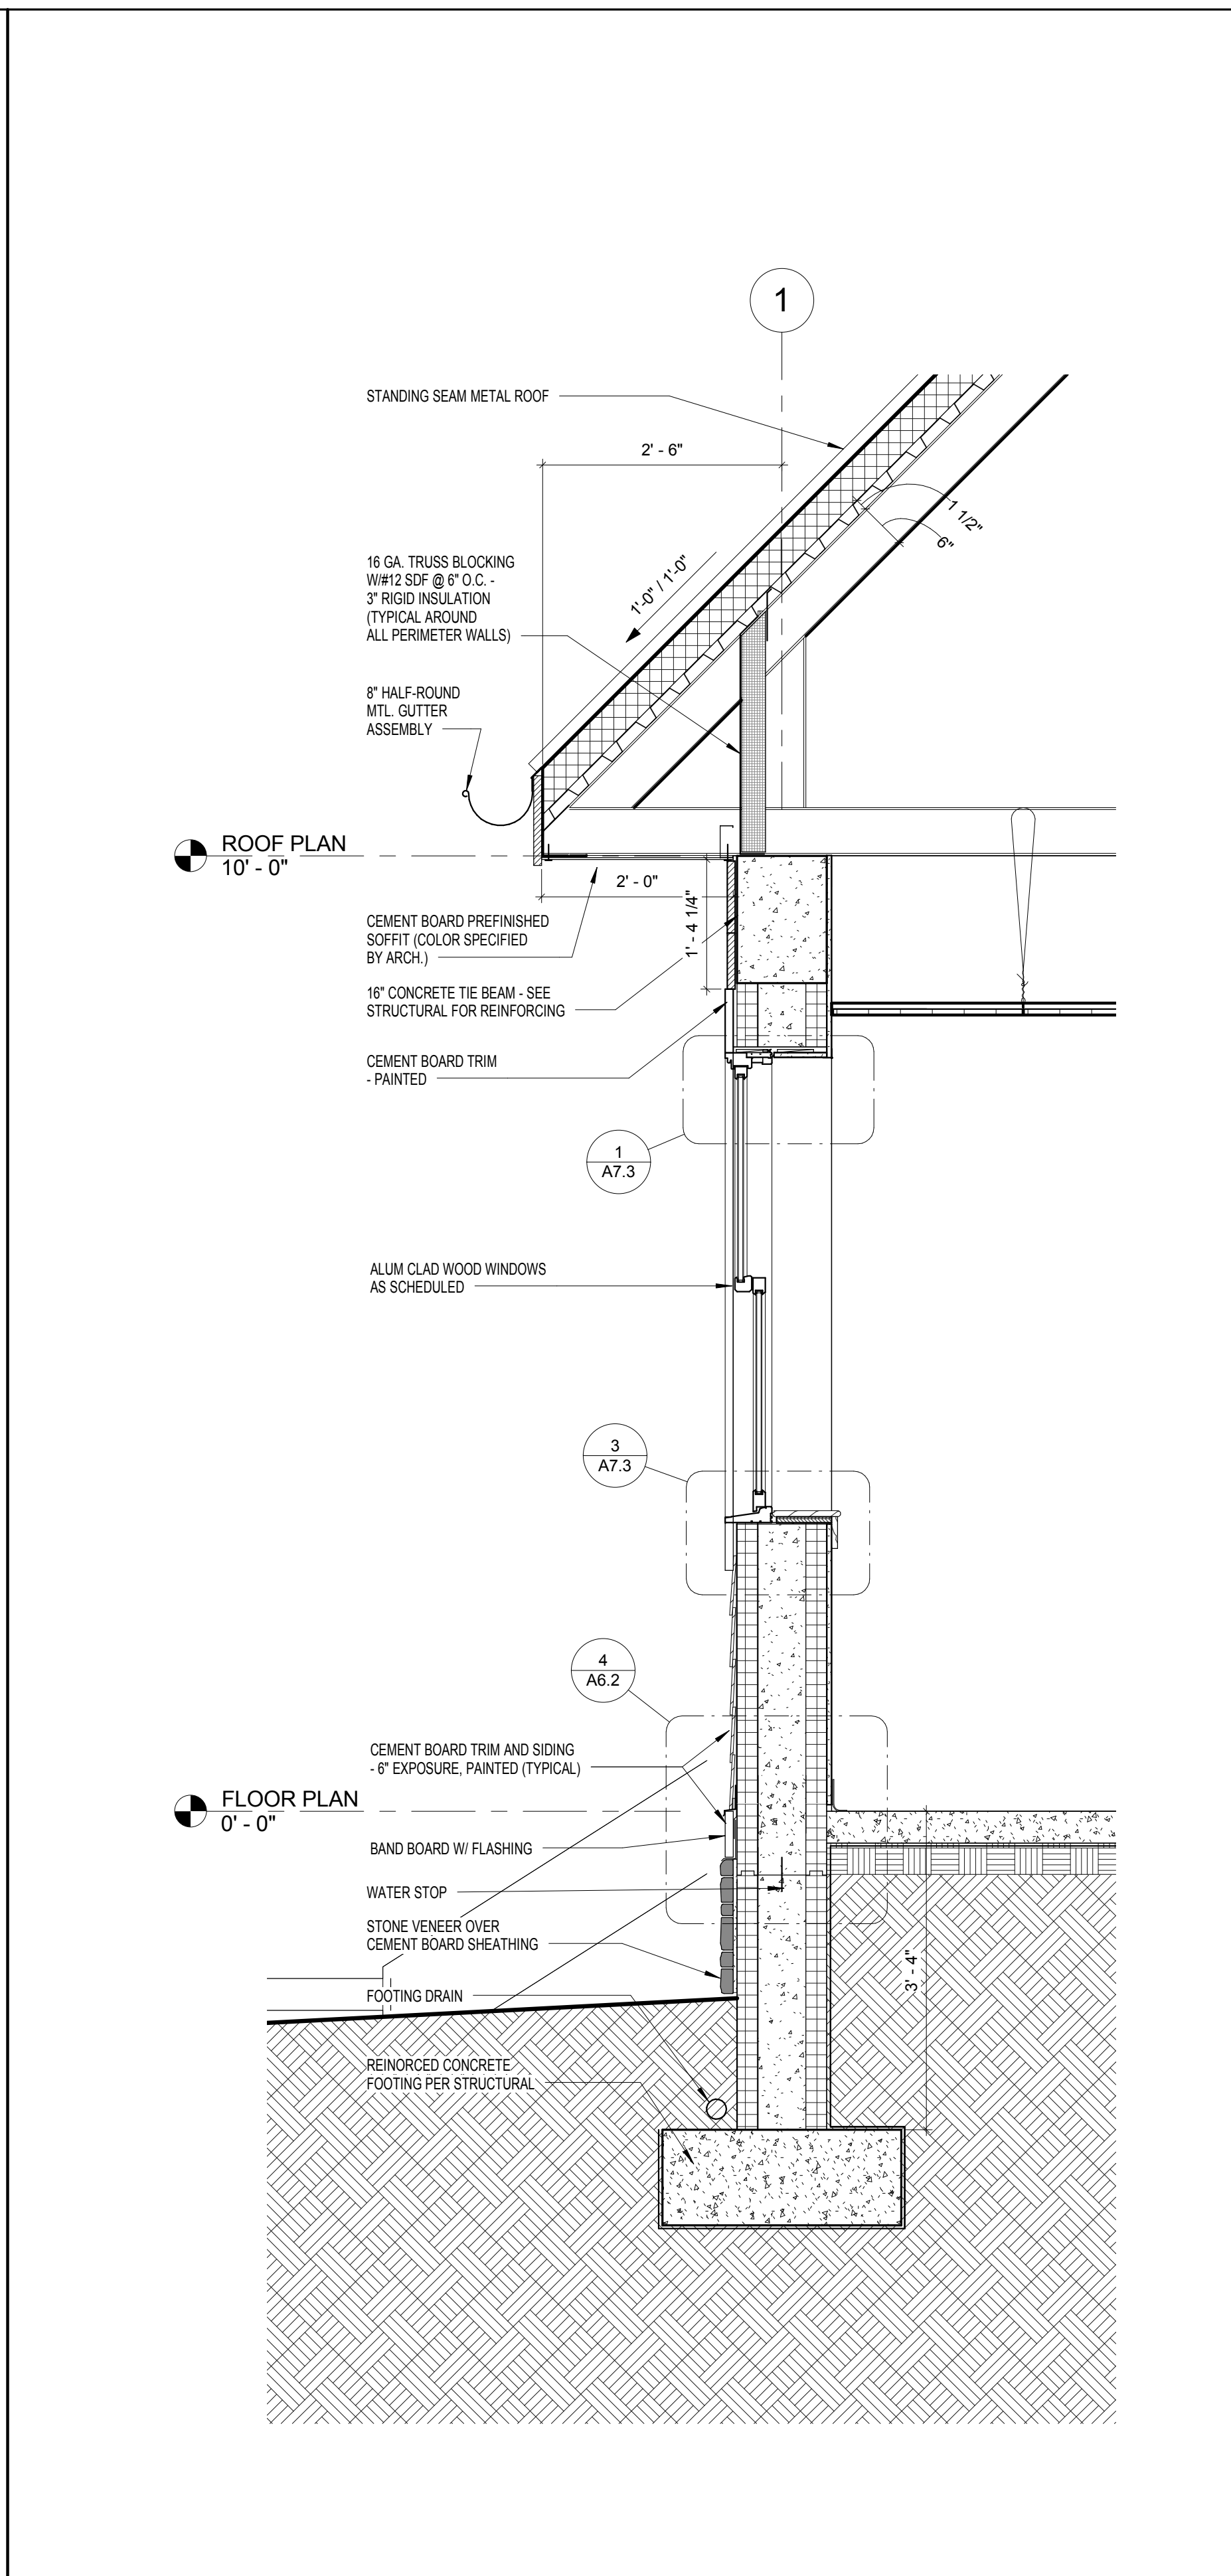 1
STANDING SEAM METAL ROOF
2' - 6"
1 1/2"
6"
1'-0" / 1'-0"
16 GA. TRUSS BLOCKING
W/#12 SDF @ 6" O.C. -
3" RIGID INSULATION
(TYPICAL AROUND
ALL PERIMETER WALLS)
8" HALF-ROUND
MTL. GUTTER
ASSEMBLY
ROOF PLAN
10' - 0"
2' - 0"
1' - 4 1/4"
CEMENT BOARD PREFINISHED
SOFFIT (COLOR SPECIFIED
BY ARCH.)
16" CONCRETE TIE BEAM - SEE
STRUCTURAL FOR REINFORCING
CEMENT BOARD TRIM
- PAINTED
1
A7.3
ALUM CLAD WOOD WINDOWS
AS SCHEDULED
3
A7.3
4
A6.2
CEMENT BOARD TRIM AND SIDING
- 6" EXPOSURE, PAINTED (TYPICAL)
FLOOR PLAN
0' - 0"
BAND BOARD W/ FLASHING
WATER STOP
STONE VENEER OVER
CEMENT BOARD SHEATHING
3' - 4"
FOOTING DRAIN
REINORCED CONCRETE
FOOTING PER STRUCTURAL